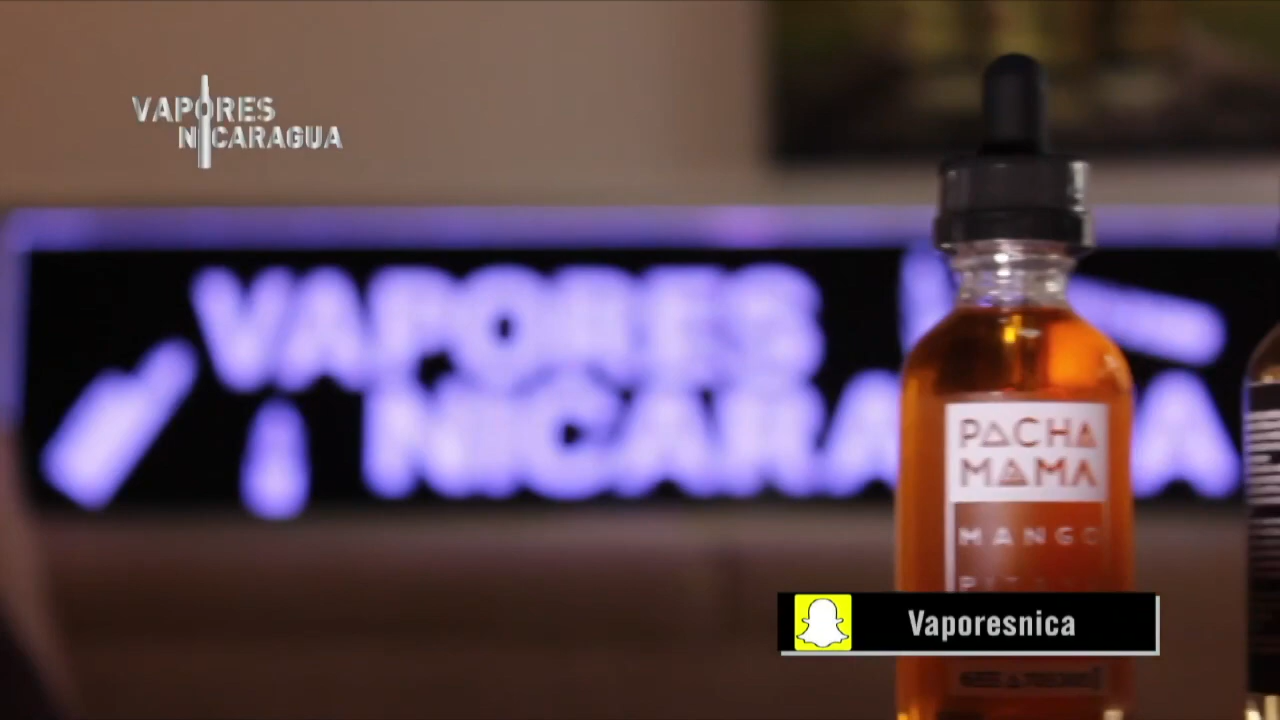 VAPORES
NICARAGUA
VAPORES
NICARA
PACHA
MAMA
MANGO
Vaporesnica